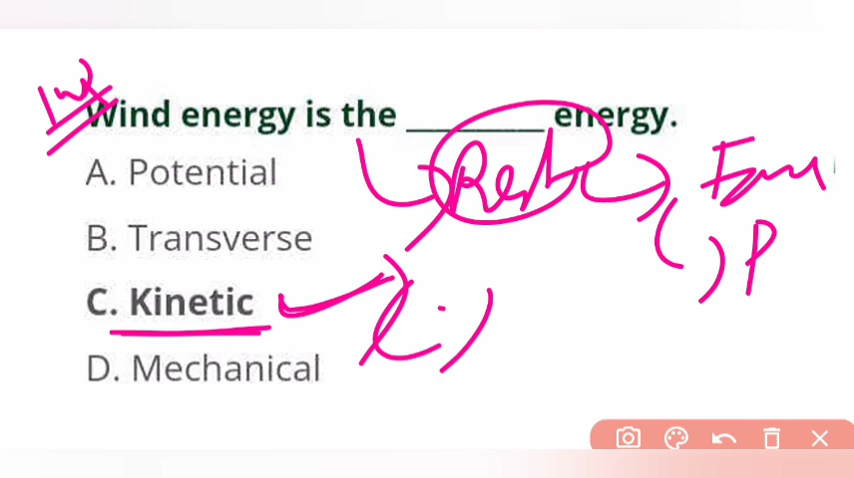 Wind energy is the ________ energy.
A. Potential
B. Transverse
C. Kinetic
D. Mechanical
P